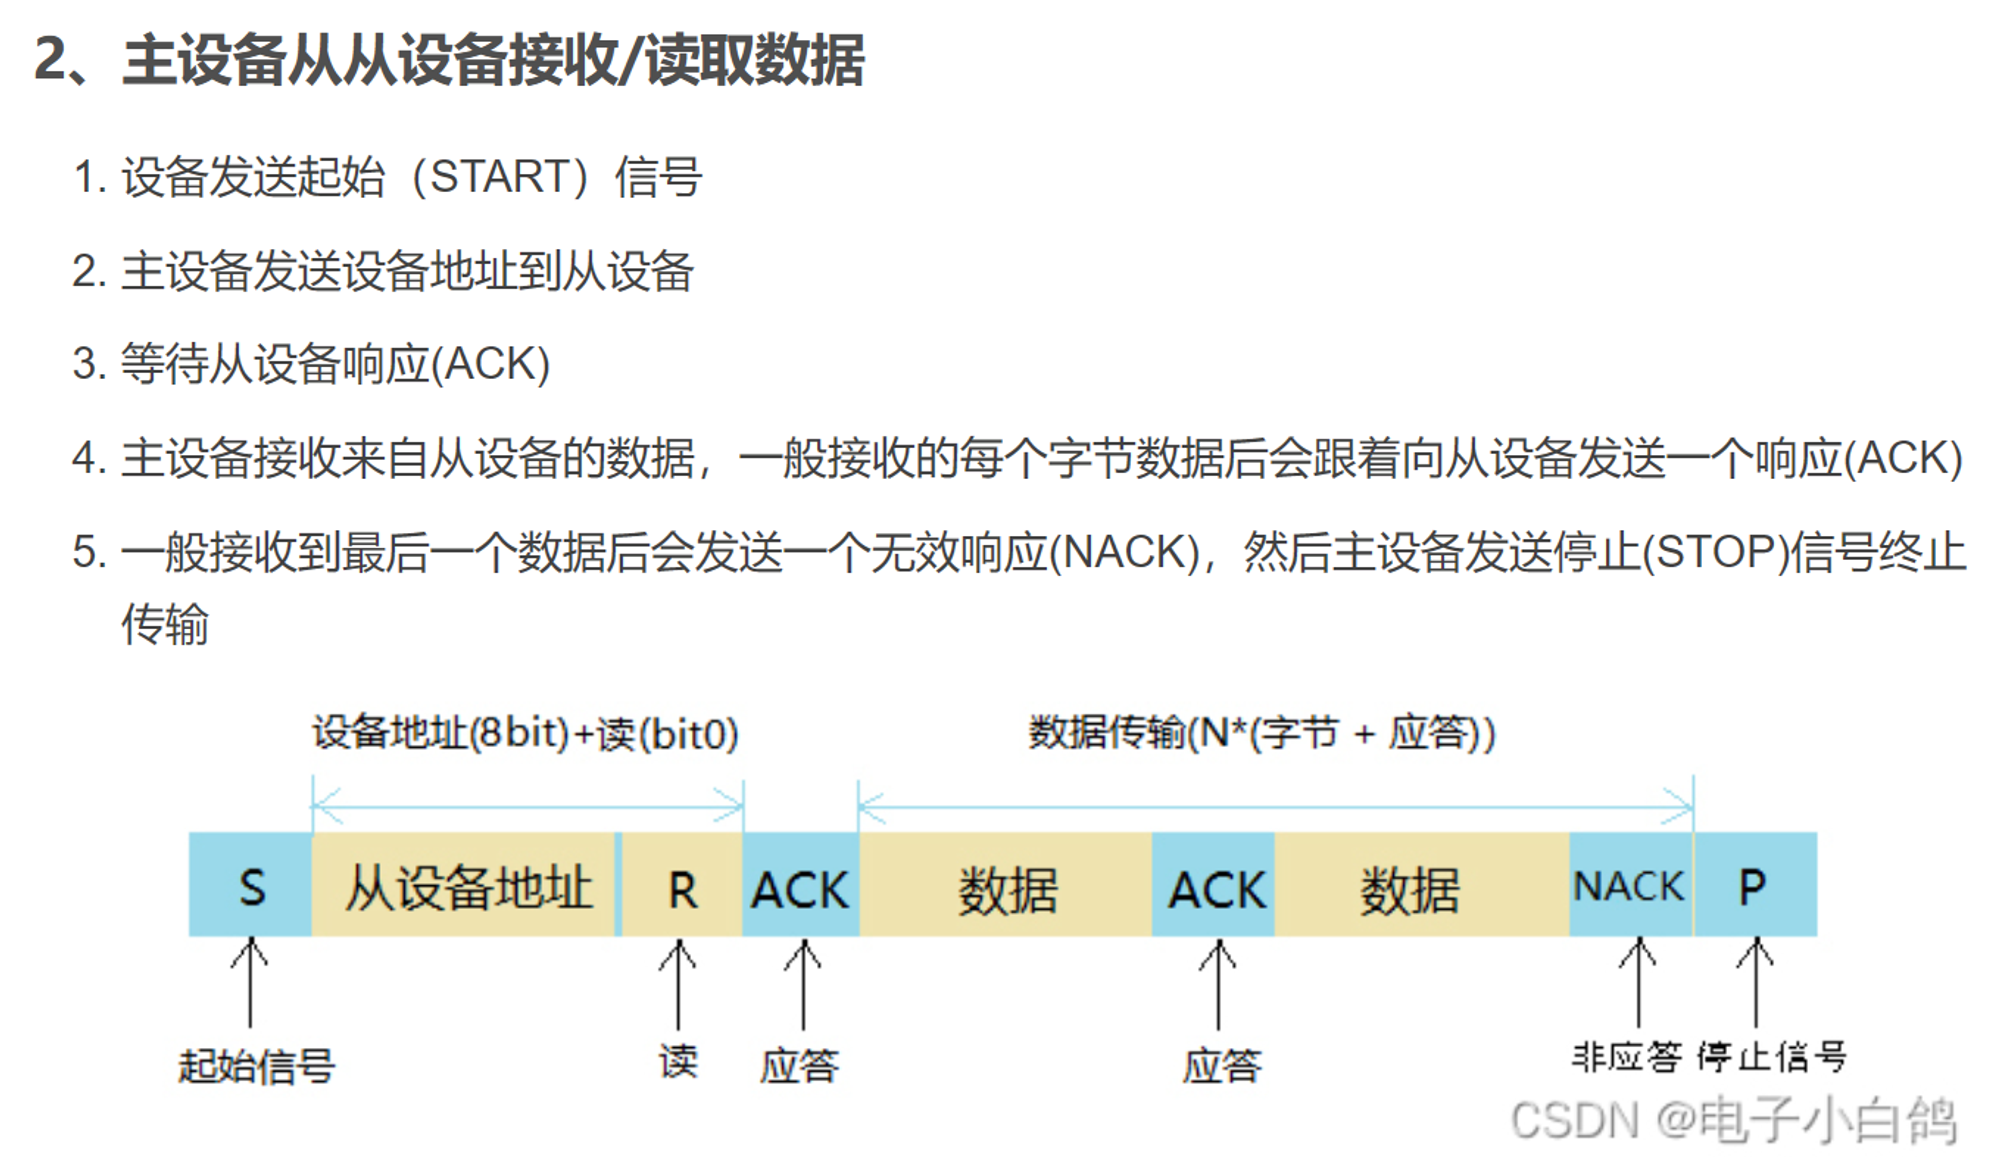 2、主设备从从设备接收/读取数据
1. 设备发送起始（START）信号
2. 主设备发送设备地址到从设备
3. 等待从设备响应(ACK)
4. 主设备接收来自从设备的数据，一般接收的每个字节数据后会跟着向从设备发送一个响应(ACK)
5. 一般接收到最后一个数据后会发送一个无效响应(NACK)，然后主设备发送停止(STOP)信号终止
传输
设备地址(8bit)+读(bit0)
数据传输(N*(字节 + 应答))
S
从设备地址
R
ACK
数据
ACK
数据
NACK
P
起始信号
读
应答
应答
非应答
停止信号
CSDN @电子小白鸽